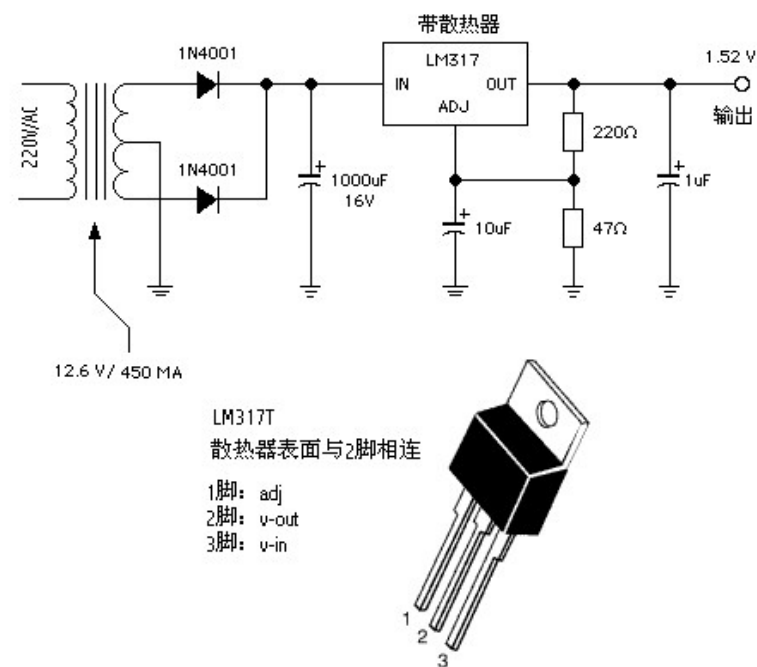 带散热器
1N4001
LM317
1.52 V
IN
OUT
ADJ
输出
220V/AC
220Ω
1N4001
+
1000uF
16V
+
10uF
47Ω
+
1uF
12.6 V/ 450 MA
LM317T
散热器表面与2脚相连
1脚: adj
2脚: v-out
3脚: v-in
1
2
3